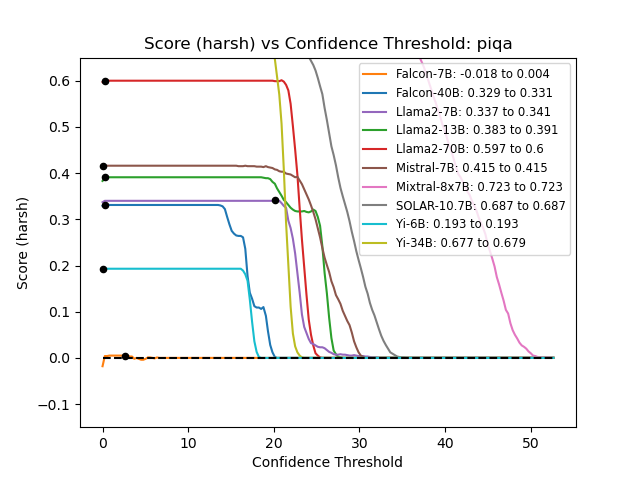 Score (harsh) vs Confidence Threshold: piqa
Score (harsh)
0.6
0.5
0.4
0.3
0.2
0.1
0.0
−0.1
Falcon-7B: -0.018 to 0.004
Falcon-40B: 0.329 to 0.331
Llama2-7B: 0.337 to 0.341
Llama2-13B: 0.383 to 0.391
Llama2-70B: 0.597 to 0.6
Mistral-7B: 0.415 to 0.415
Mixtral-8x7B: 0.723 to 0.723
SOLAR-10.7B: 0.687 to 0.687
Yi-6B: 0.193 to 0.193
Yi-34B: 0.677 to 0.679
0 10 20 30 40 50
Confidence Threshold